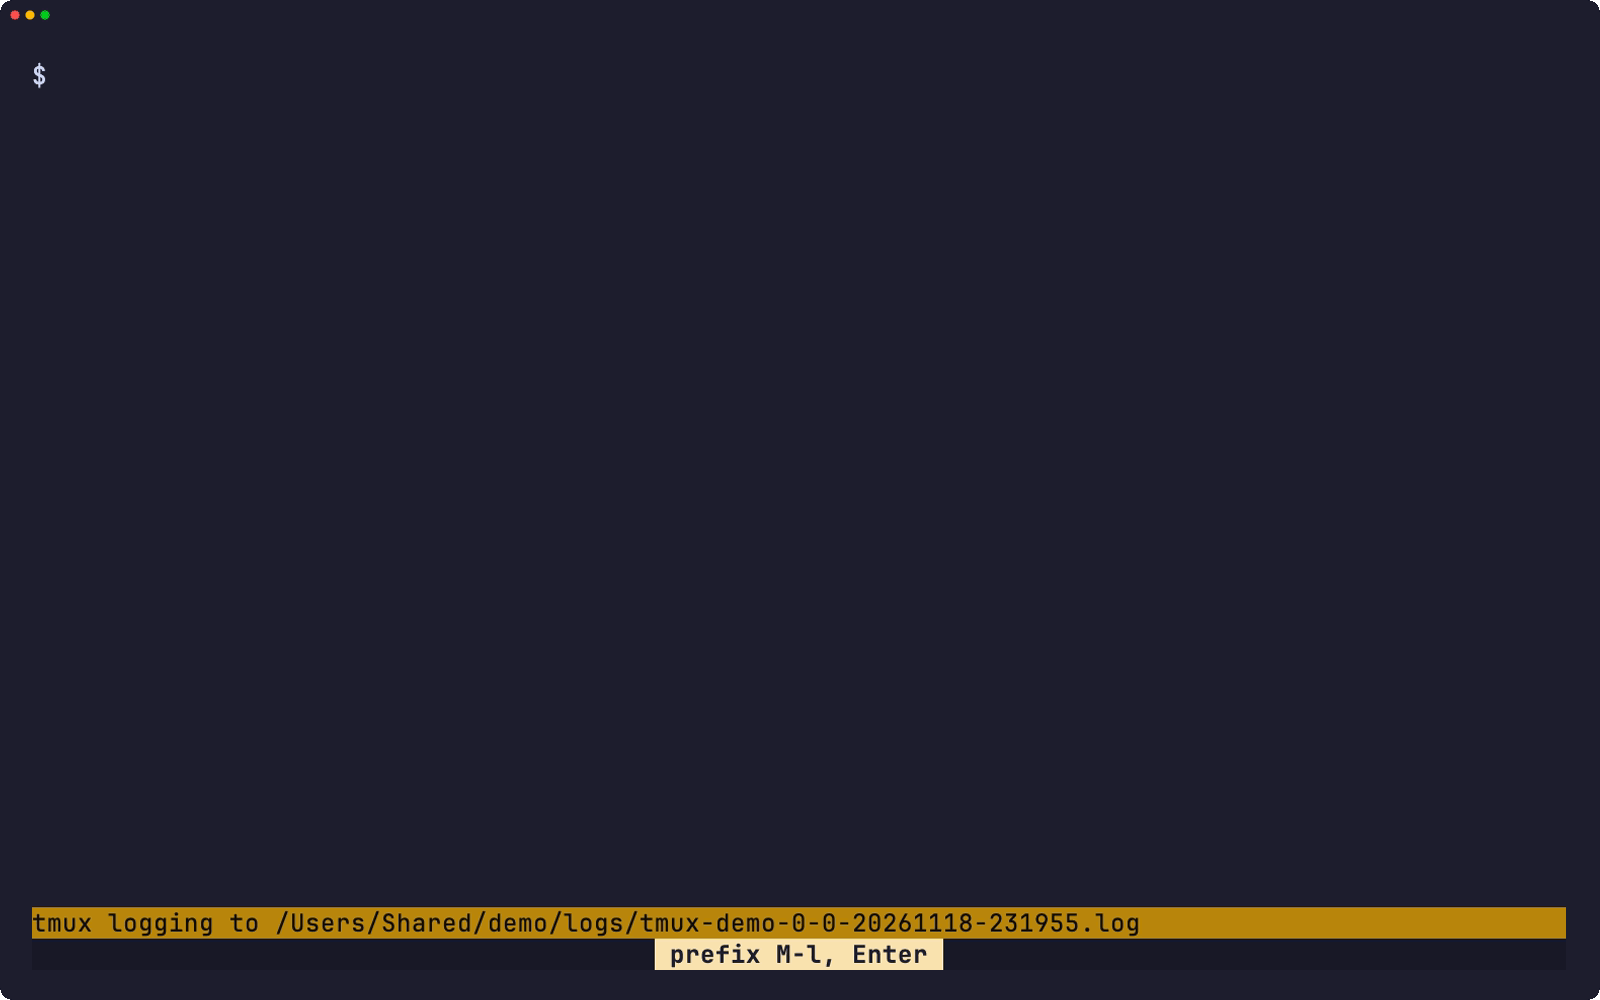 $
tmux logging to /Users/Shared/demo/logs/tmux-demo-0-0-20261118-231955.log
prefix M-l, Enter